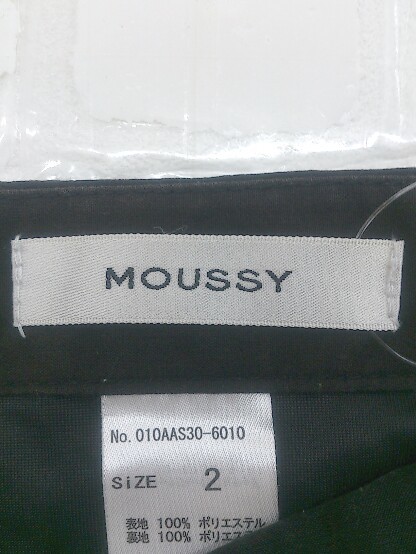 MOUSSY
No. 010AAS30-6010
SiZE 2
表地 100% ポリエステル
裏地 100% ポリエステル